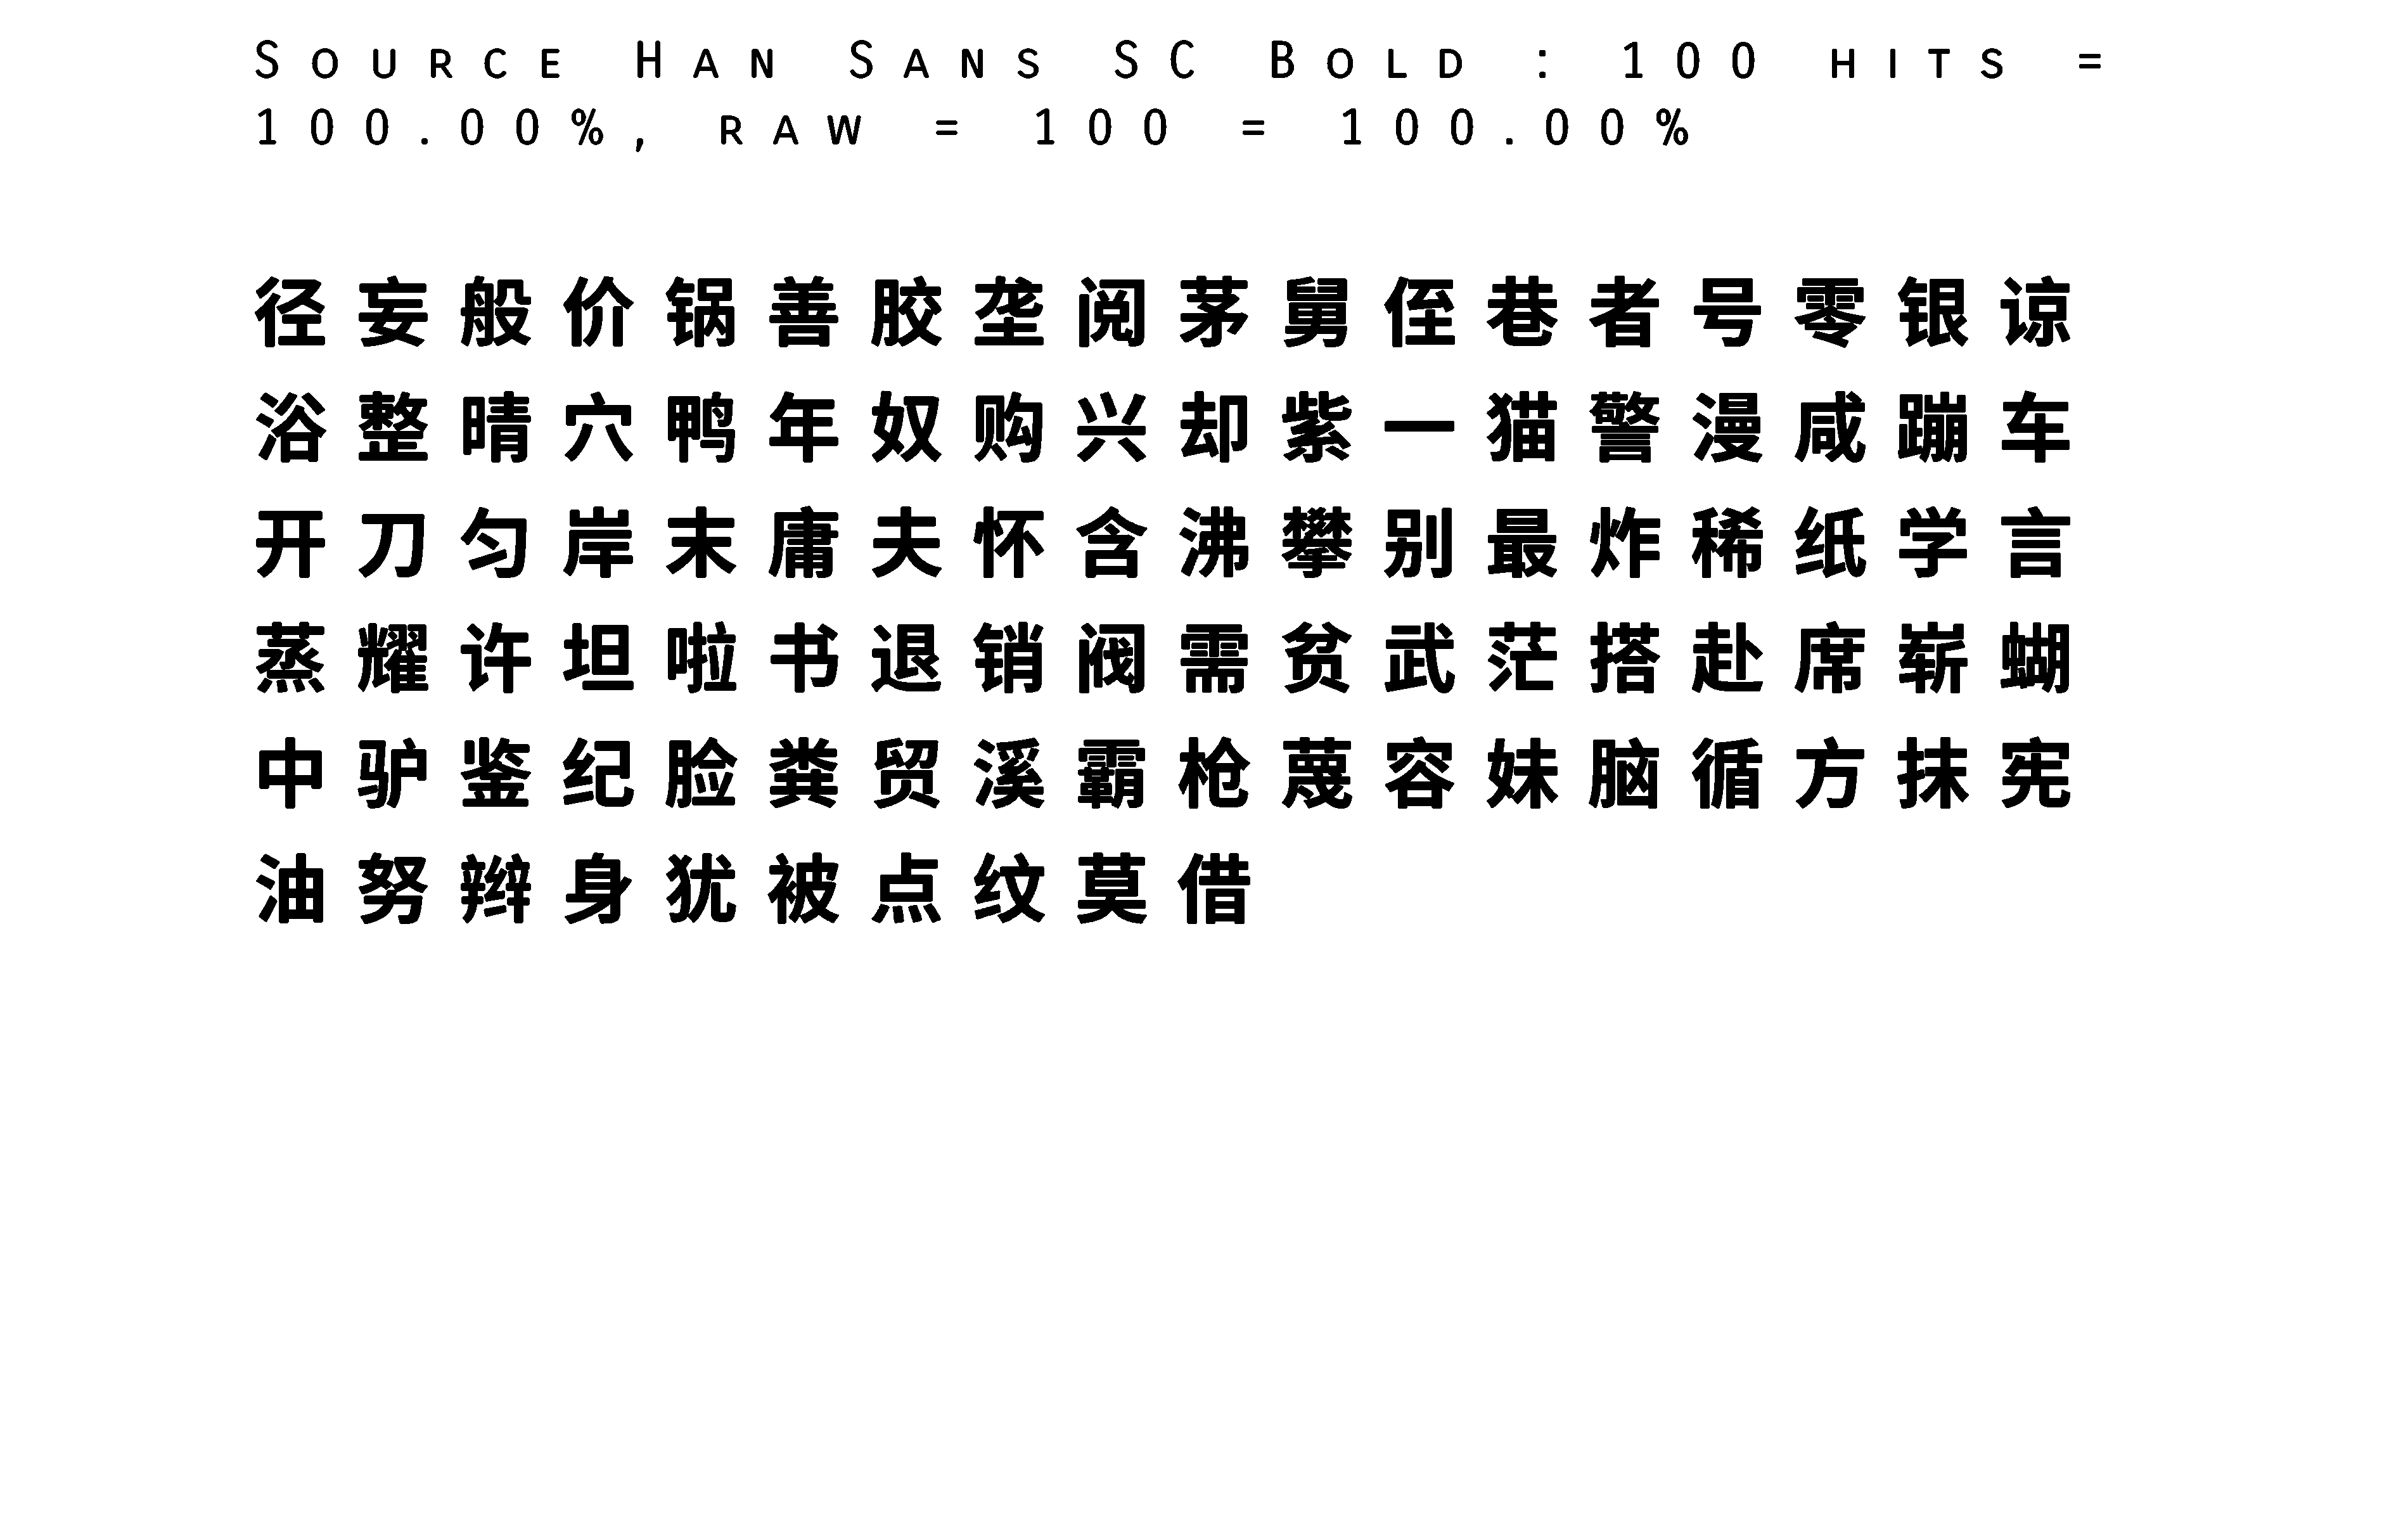 Source Han Sans SC Bold : 100 hits =
100.00%, raw = 100 = 100.00%
径妄般价锅善胶垄阅茅舅侄巷者号零银谅
浴整晴穴鸭年奴购兴却紫一猫警漫咸蹦车
开刀匀岸末庸夫怀含沸攀别最炸稀纸学言
蒸耀许坦啦书退销阀需贫武茫搭赴席崭蝴
中驴鉴纪脸粪贸溪霸枪蔑容妹脑循方抹宪
油努辫身犹被点纹莫借